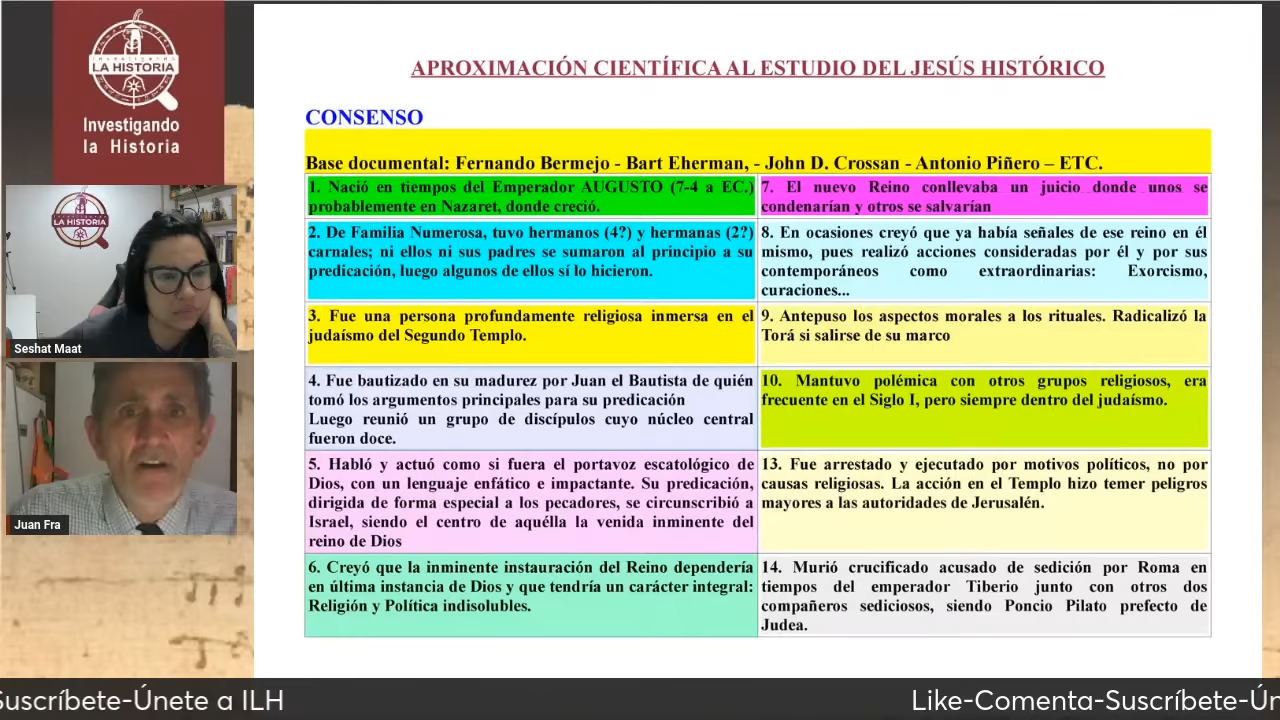 LA HISTORIA
Investigando
la Historia
LA HISTORIA
Seshat Maat
Juan Fra
APROXIMACIÓN CIENTÍFICA AL ESTUDIO DEL JESÚS HISTÓRICO
CONSENSO
Base documental: Fernando Bermejo - Bart Eherman, - John D. Crossan - Antonio Piñero – ETC.
1. Nació en tiempos del Emperador AUGUSTO (7-4 a EC.)
probablemente en Nazaret, donde creció.
2. De Familia Numerosa, tuvo hermanos (4?) y hermanas (2?)
carnales; ni ellos ni sus padres se sumaron al principio a su
predicación, luego algunos de ellos sí lo hicieron.
3. Fue una persona profundamente religiosa inmersa en el
judaísmo del Segundo Templo.
4. Fue bautizado en su madurez por Juan el Bautista de quién
tomó los argumentos principales para su predicación
Luego reunió un grupo de discípulos cuyo núcleo central
fueron doce.
5. Habló y actuó como si fuera el portavoz escatológico de
Dios, con un lenguaje enfático e impactante. Su predicación,
dirigida de forma especial a los pecadores, se circunscribió a
Israel, siendo el centro de aquélla la venida inminente del
reino de Dios
6. Creyó que la inminente instauración del Reino dependería
en última instancia de Dios y que tendría un carácter integral:
Religión y Política indisolubles.
7. El nuevo Reino conllevaba un juicio donde unos se
condenarían y otros se salvarían
8. En ocasiones creyó que ya había señales de ese reino en él
mismo, pues realizó acciones consideradas por él y por sus
contemporáneos como extraordinarias: Exorcismo,
curaciones...
9. Antepuso los aspectos morales a los rituales. Radicalizó la
Torá si salirse de su marco
10. Mantuvo polémica con otros grupos religiosos, era
frecuente en el Siglo I, pero siempre dentro del judaísmo.
13. Fue arrestado y ejecutado por motivos políticos, no por
causas religiosas. La acción en el Templo hizo temer peligros
mayores a las autoridades de Jerusalén.
14. Murió crucificado acusado de sedición por Roma en
tiempos del emperador Tiberio junto con otros dos
compañeros sediciosos, siendo Poncio Pilato prefecto de
Judea.
Suscríbete-Únete a ILH
Like-Comenta-Suscríbete-Ún